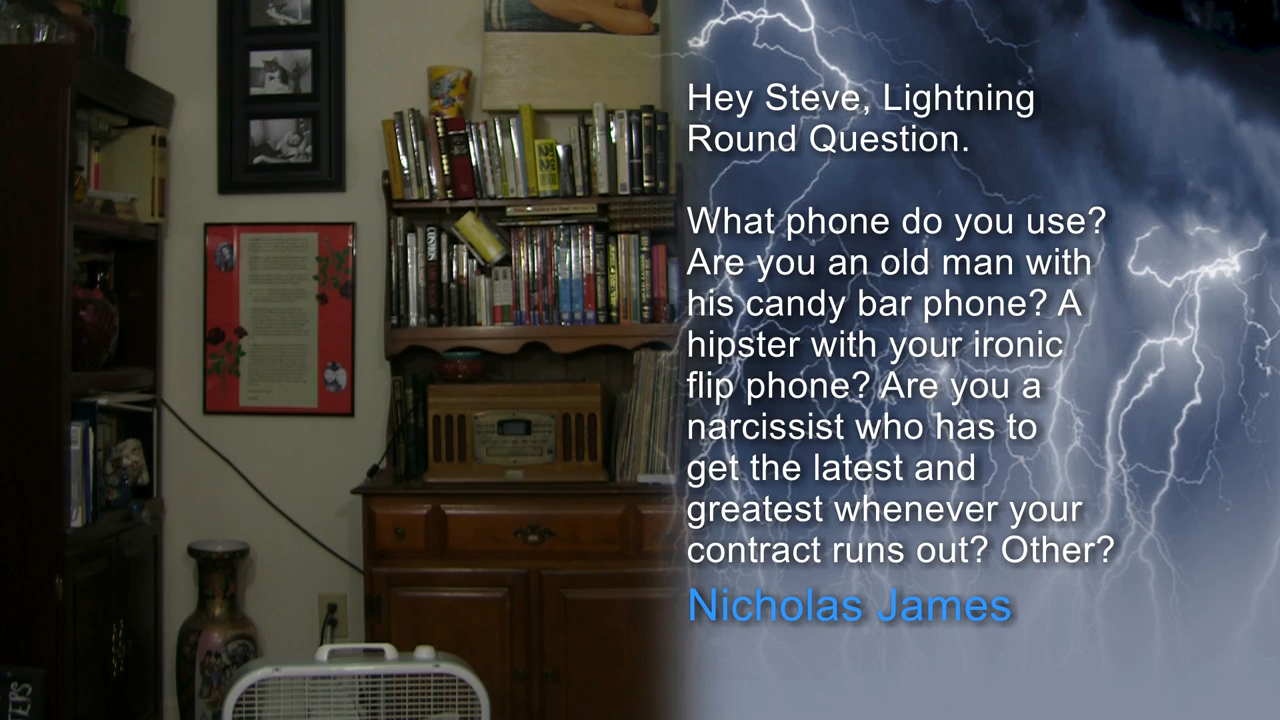 Hey Steve, Lightning
Round Question.
What phone do you use?
Are you an old man with
his candy bar phone? A
hipster with your ironic
flip phone? Are you a
narcissist who has to
get the latest and
greatest whenever your
contract runs out? Other?
Nicholas James